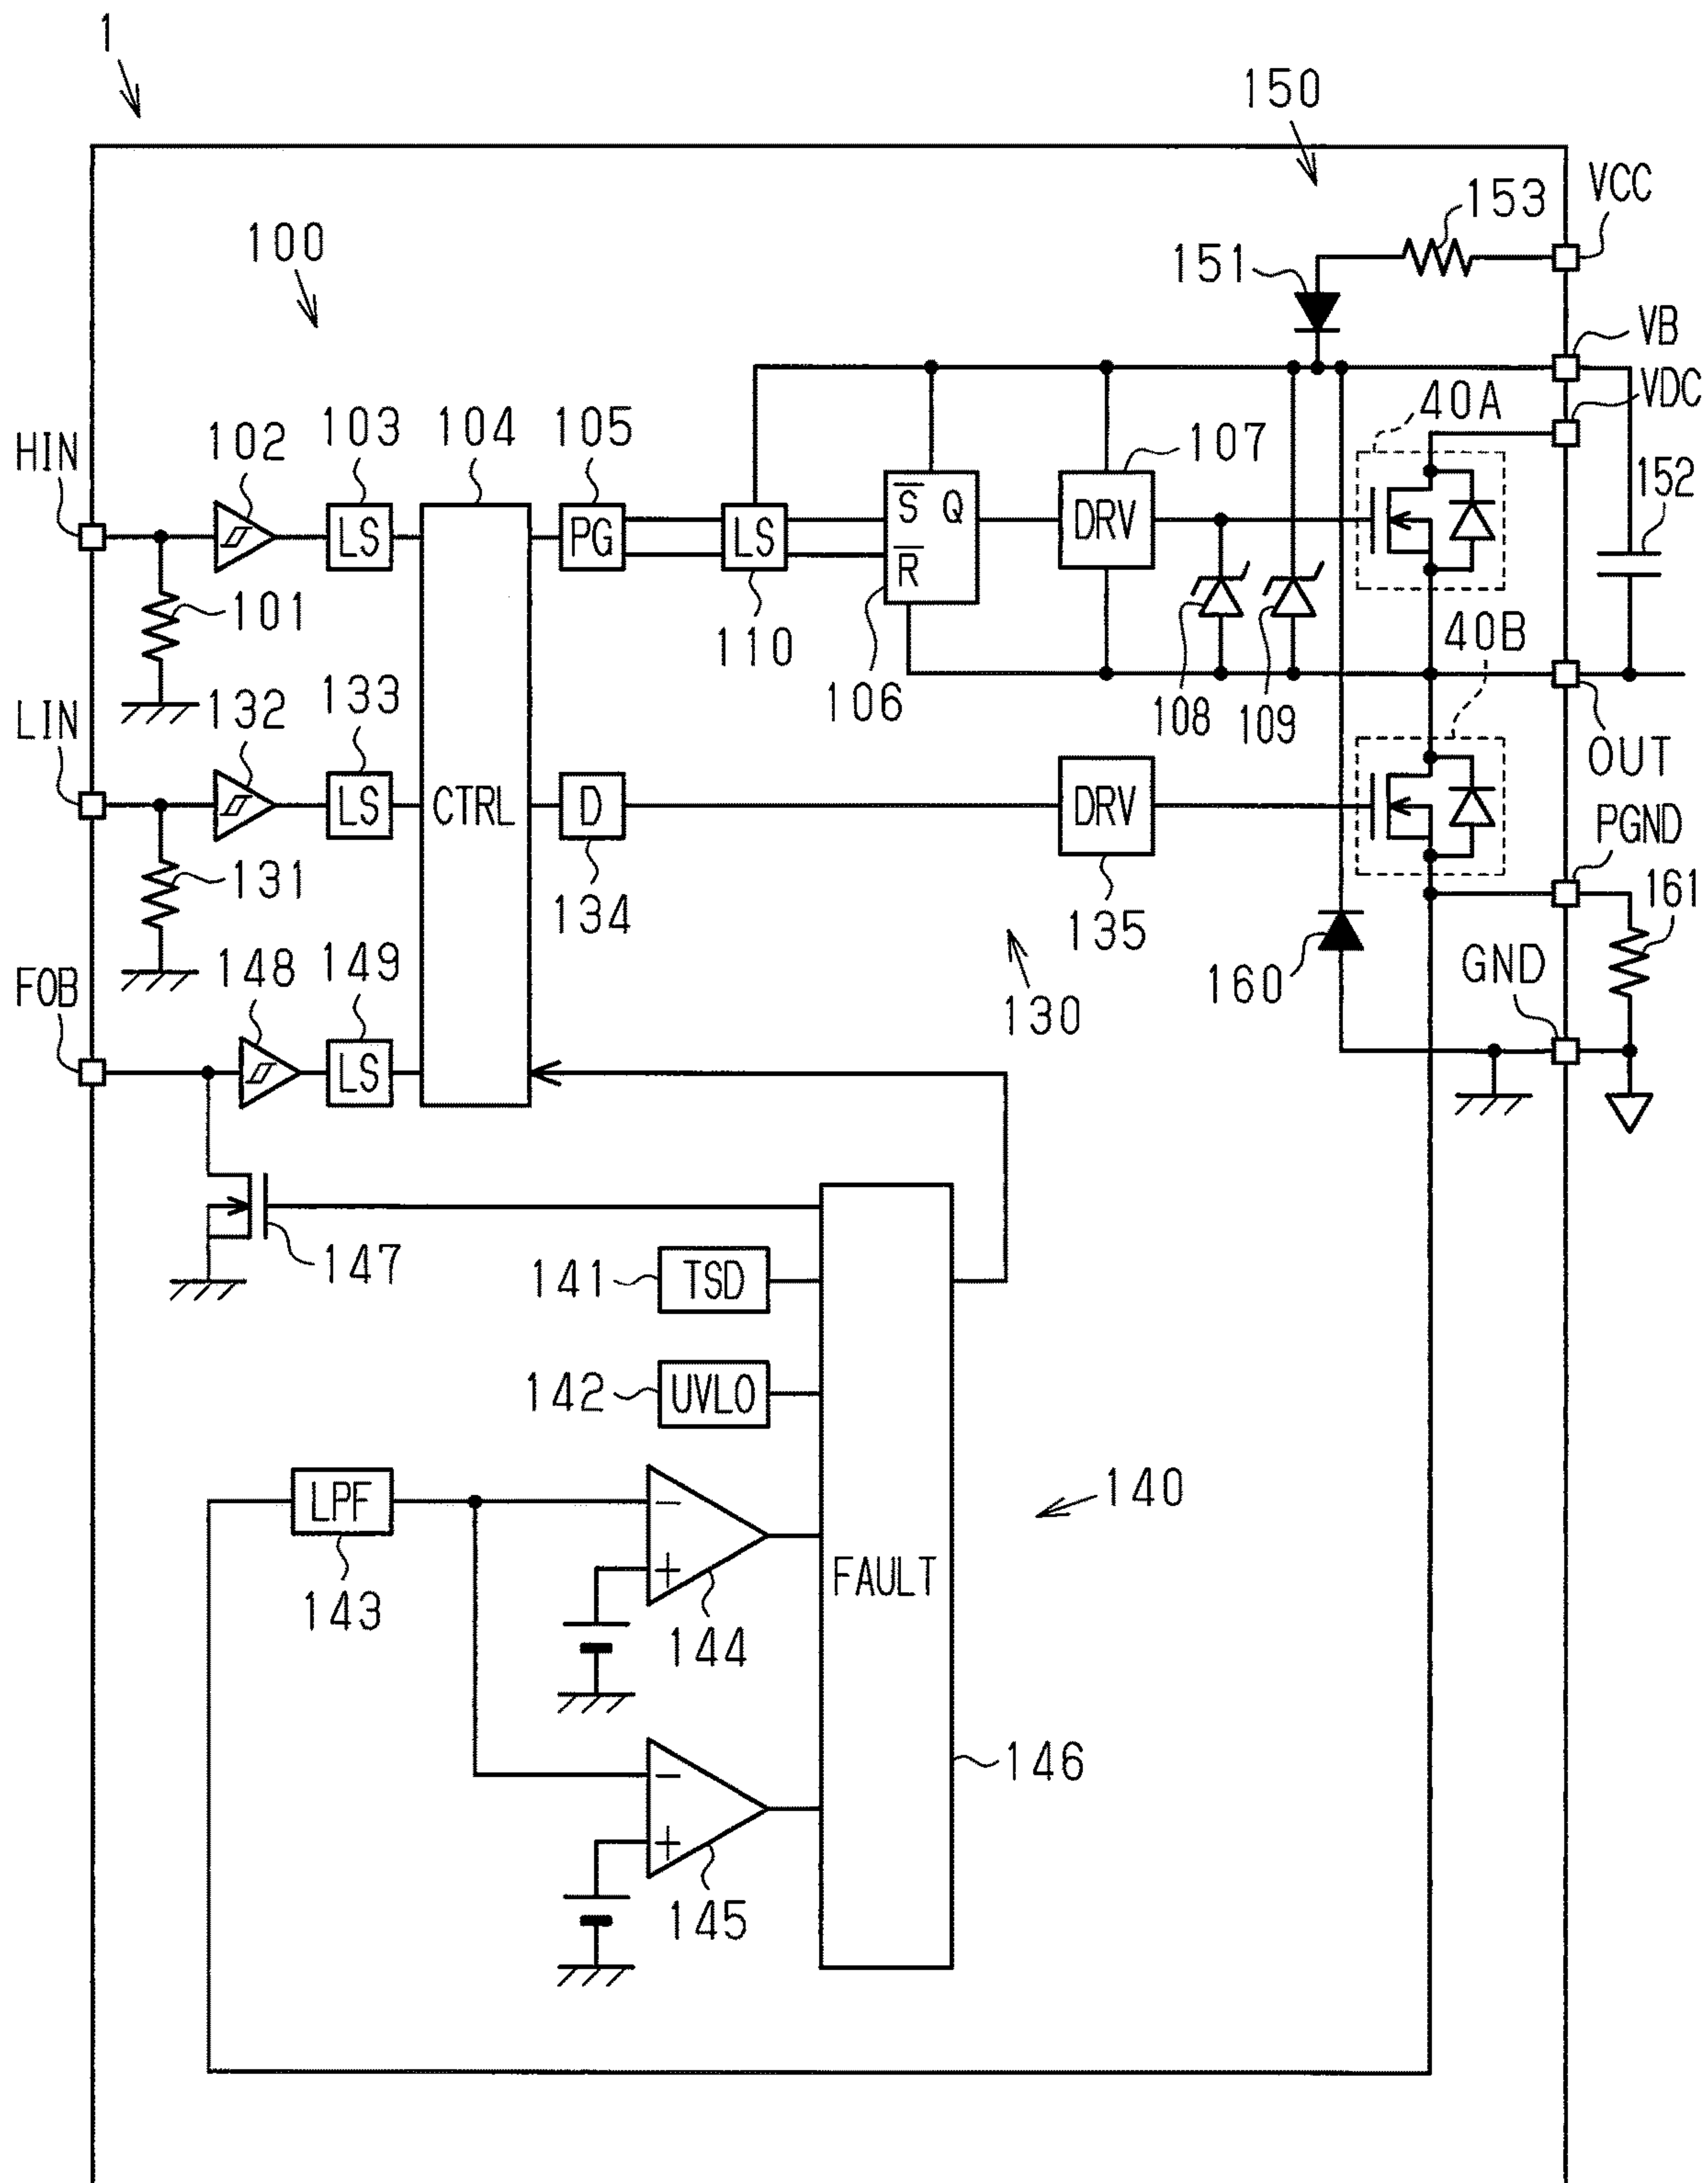 1
150
VCC
153
100
151
VB
VDC
40A
HIN
102
103
104
105
107
152
S Q
DRV
LS
PG
LS
R
101
110
40B
106
108
109
LIN
132
133
OUT
CTRL
LS
D
DRV
PGND
131
134
135
161
FOB
148
149
130
160
GND
LS
147
141
TSD
142
UVLO
LPF
−
140
143
+
FAULT
144
−
146
+
145